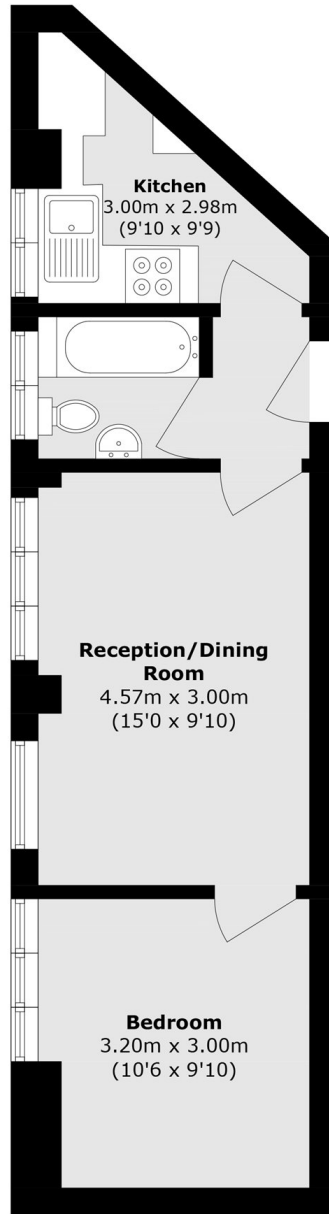 Kitchen
3.00m x 2.98m
(9'10 x 9'9)
Reception/Dining
Room
4.57m x 3.00m
(15'0 x 9'10)
Bedroom
3.20m x 3.00m
(10'6 x 9'10)